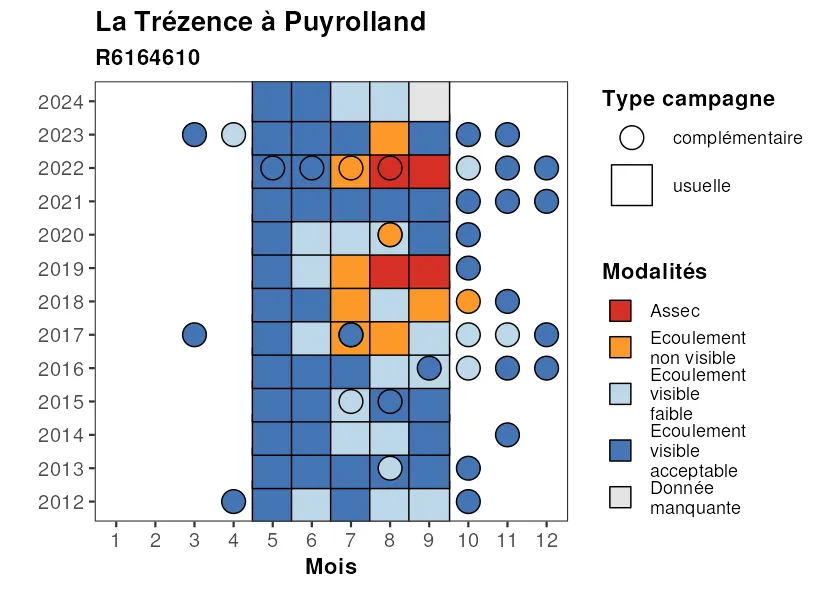 La Trézence à Puyrolland
R6164610
2024
2023
2022
2021
2020
2019
2018
2017
2016
2015
2014
2013
2012
1 2 3 4 5 6 7 8 9 10 11 12
Mois
Type campagne
complémentaire
usuelle
Modalités
Assec
Ecoulement
non visible
Ecoulement
visible
faible
Ecoulement
visible
acceptable
Donnée
manquante